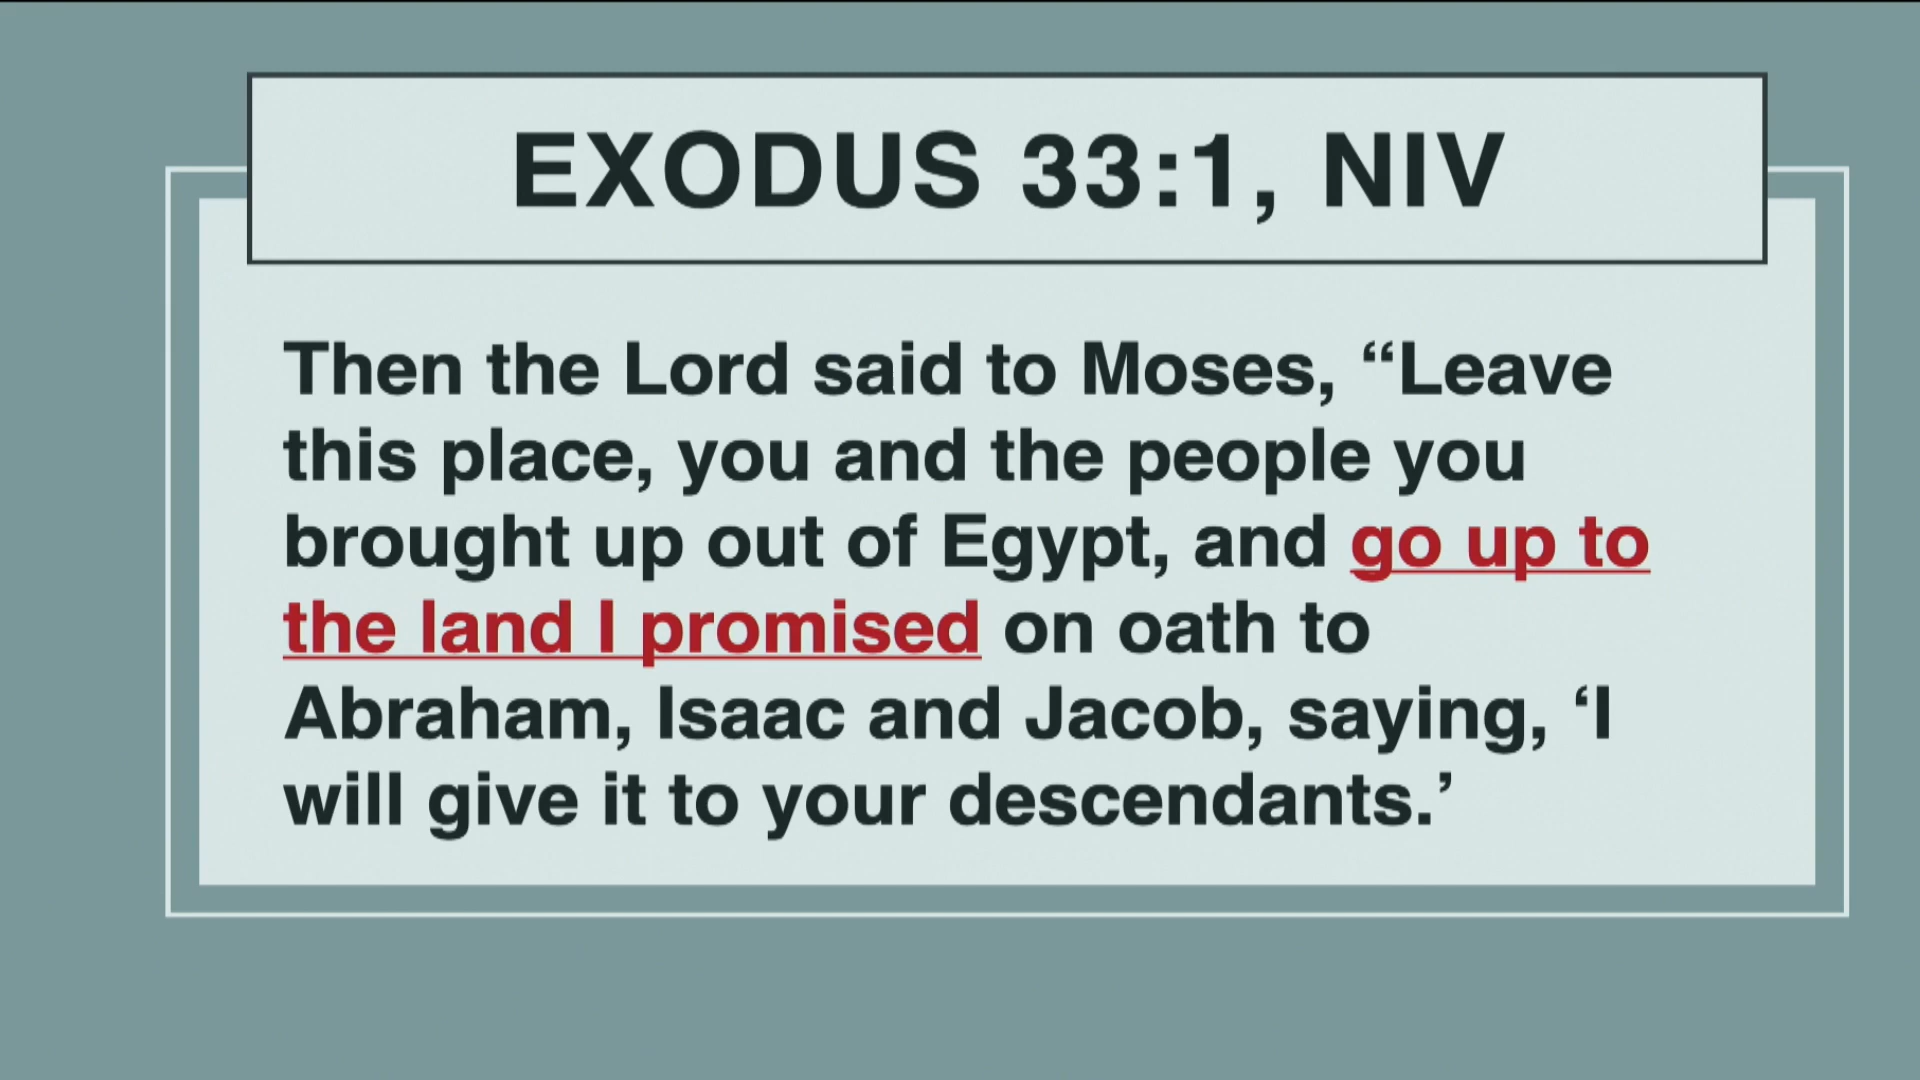 EXODUS 33:1, NIV
Then the Lord said to Moses, “Leave
this place, you and the people you
brought up out of Egypt, and go up to
the land I promised on oath to
Abraham, Isaac and Jacob, saying, ‘I
will give it to your descendants.’